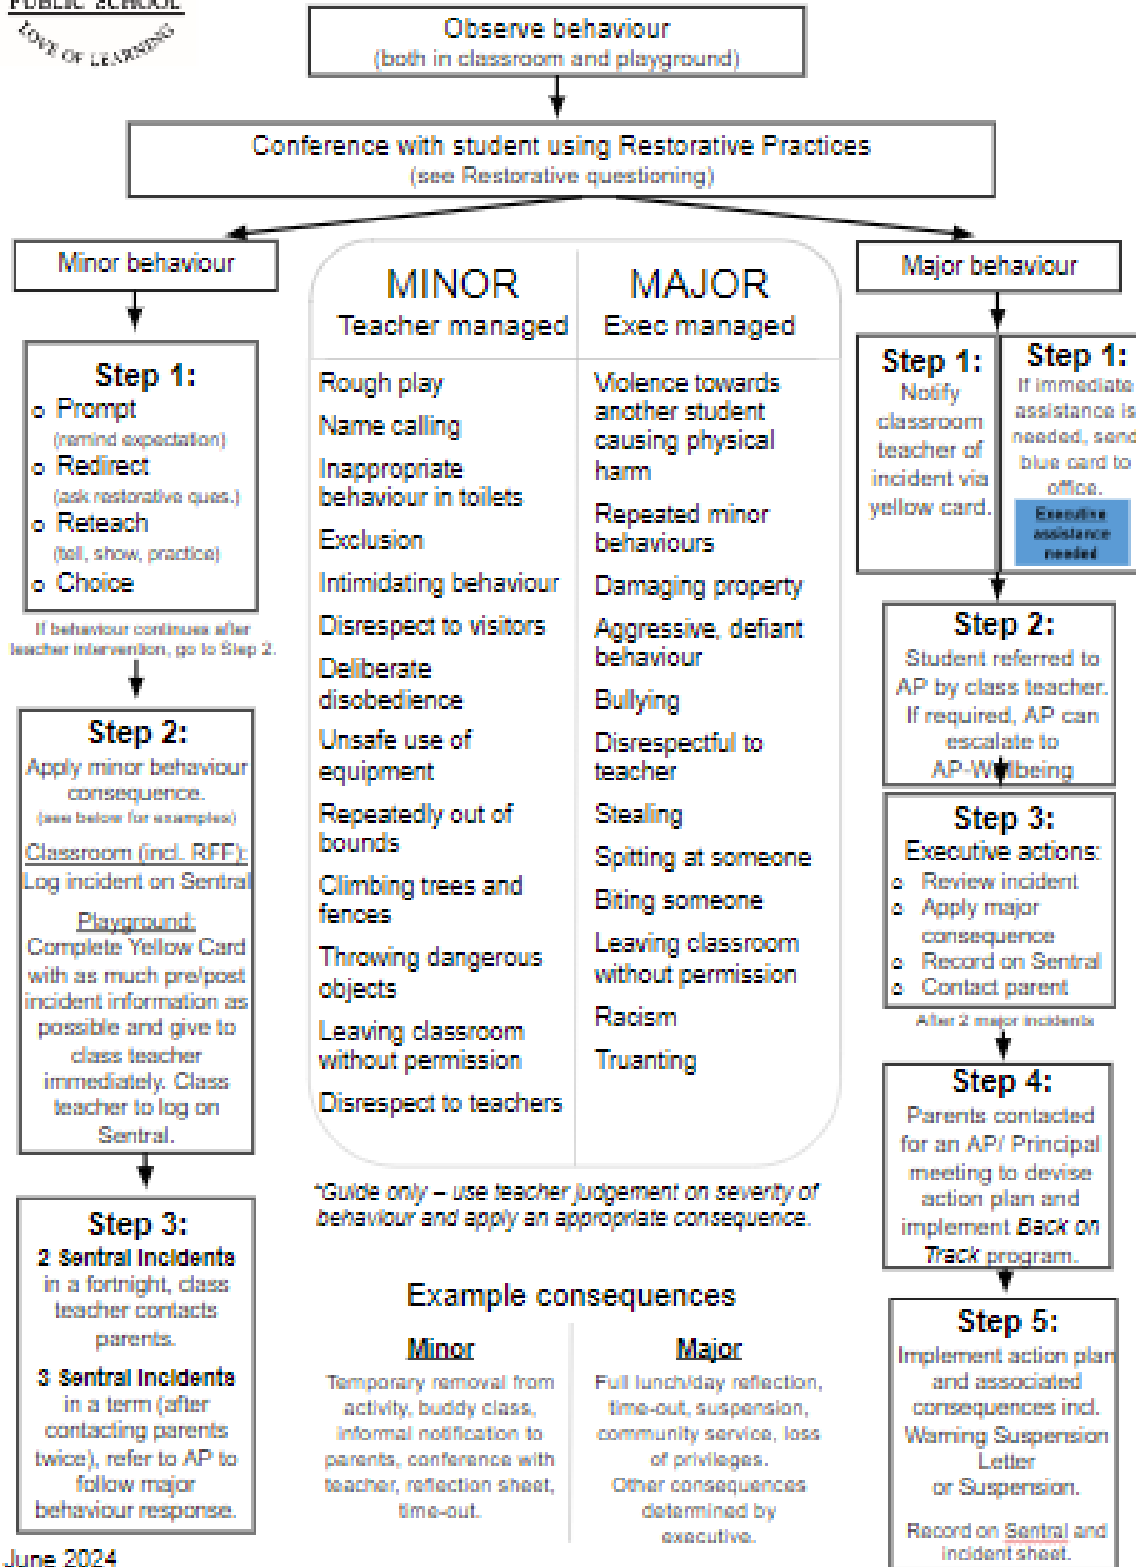 PUBLIC SCHOOL
LOVE OF LEARNING
Observe behaviour
(both in classroom and playground)
Conference with student using Restorative Practices
(see Restorative questioning)
Minor behaviour
Step 1:
o Prompt
(remind expectation)
o Redirect
(ask restorative ques.)
o Reteach
(tell, show, practice)
o Choice
If behaviour continues after
teacher intervention, go to Step 2.
Step 2:
Apply minor behaviour
consequence.
(see below for examples)
Classroom (incl. RFF):
Log incident on Sentral
Playground:
Complete Yellow Card
with as much pre/post
incident information as
possible and give to
class teacher
immediately. Class
teacher to log on
Sentral.
Step 3:
2 Sentral Incidents
in a fortnight, class
teacher contacts
parents.
3 Sentral Incidents
in a term (after
contacting parents
twice), refer to AP to
follow major
behaviour response.
MINOR
Teacher managed
Rough play
Name calling
Inappropriate
behaviour in toilets
Exclusion
Intimidating behaviour
Disrespect to visitors
Deliberate
disobedience
Unsafe use of
equipment
Repeatedly out of
bounds
Climbing trees and
fences
Throwing dangerous
objects
Leaving classroom
without permission
Disrespect to teachers
MAJOR
Exec managed
Violence towards
another student
causing physical
harm
Repeated minor
behaviours
Damaging property
Aggressive, defiant
behaviour
Bullying
Disrespectful to
teacher
Stealing
Spitting at someone
Biting someone
Leaving classroom
without permission
Racism
Truanting
*Guide only – use teacher judgement on severity of
behaviour and apply an appropriate consequence.
Example consequences
Minor
Temporary removal from
activity, buddy class,
informal notification to
parents, conference with
teacher, reflection sheet,
time-out.
Major
Full lunch/day reflection,
time-out, suspension,
community service, loss
of privileges.
Other consequences
determined by
executive.
Major behaviour
Step 1:
Notify
classroom
teacher of
incident via
yellow card.
Step 1:
If immediate
assistance is
needed, send
blue card to
office.
Executive
assistance
needed
Step 2:
Student referred to
AP by class teacher.
If required, AP can
escalate to
AP-Wellbeing
Step 3:
Executive actions:
o Review incident
o Apply major
consequence
o Record on Sentral
o Contact parent
After 2 major incidents
Step 4:
Parents contacted
for an AP/ Principal
meeting to devise
action plan and
implement Back on
Track program.
Step 5:
Implement action plan
and associated
consequences incl.
Warning Suspension
Letter
or Suspension.
Record on Sentral and
incident sheet.
June 2024